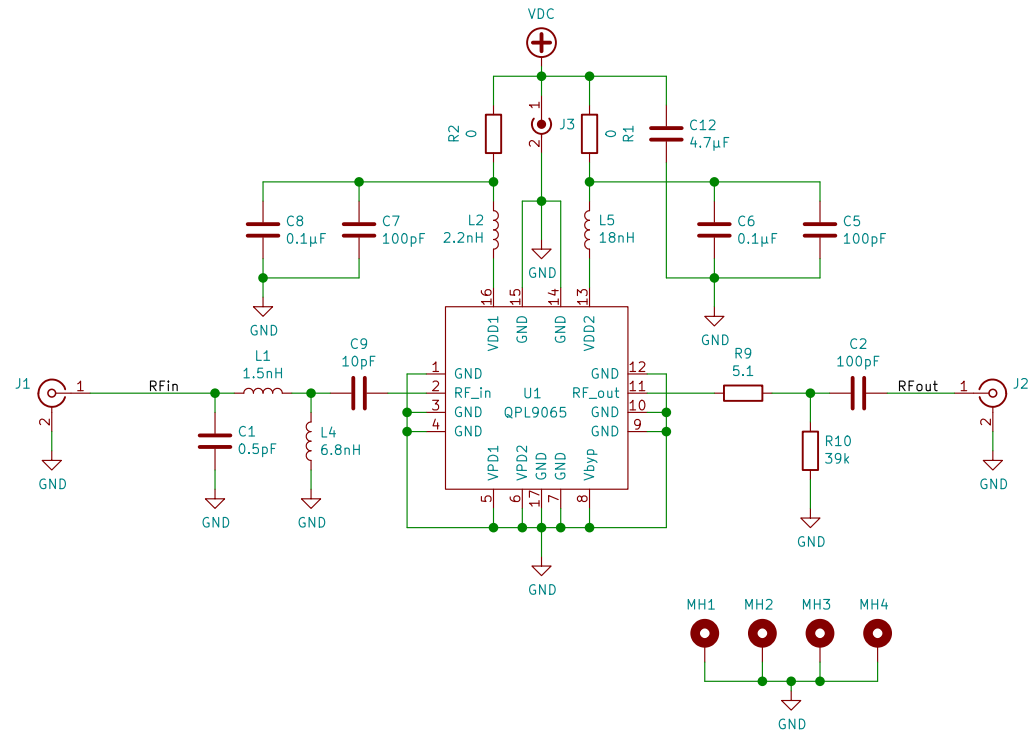 VDC
R2
0
1
2
J3
0
R1
C12
4.7µF
C8
0.1µF
C7
100pF
L2
2.2nH
L5
18nH
C6
0.1µF
C5
100pF
GND
GND
GND
16
15
14
13
VDD1
GND
GND
VDD2
J1
1
2
GND
RFin
L1
1.5nH
C9
10pF
C1
0.5pF
GND
L4
6.8nH
GND
1
2
3
4
GND
RF_in
GND
GND
U1
QPL9065
GND
RF_out
GND
GND
12
11
10
9
VPD1
VPD2
GND
GND
Vbyp
5
6
17
7
8
GND
R9
5.1
C2
100pF
RFout
1
2
J2
GND
R10
39k
GND
MH1
MH2
MH3
MH4
GND